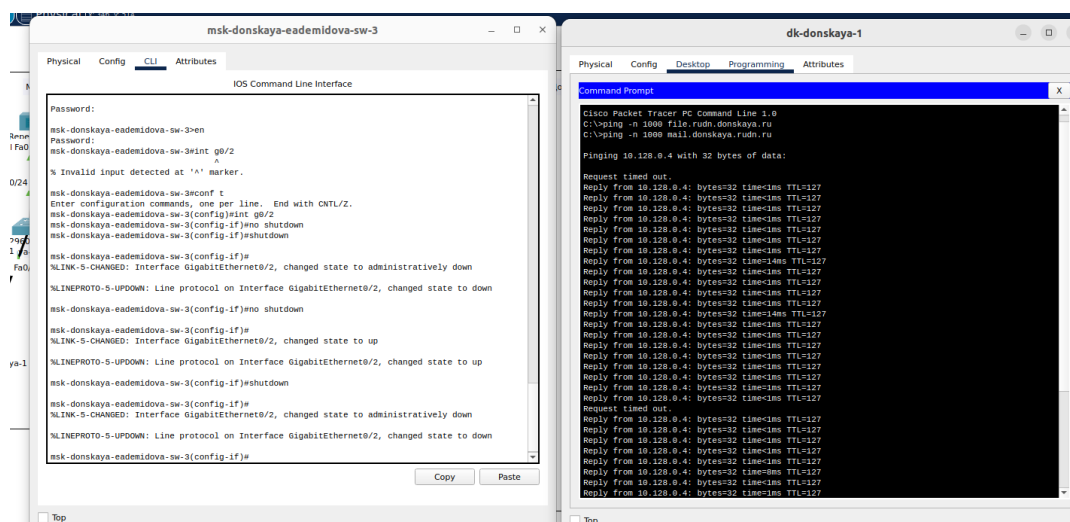 msk-donskaya-eademidova-sw-3
Physical Config CLI Attributes
IOS Command Line Interface
Password:
msk-donskaya-eademidova-sw-3>en
Password:
msk-donskaya-eademidova-sw-3#int g0/2
^
% Invalid input detected at '^' marker.
msk-donskaya-eademidova-sw-3#conf t
Enter configuration commands, one per line. End with CNTL/Z.
msk-donskaya-eademidova-sw-3(config)#int g0/2
msk-donskaya-eademidova-sw-3(config-if)#no shutdown
msk-donskaya-eademidova-sw-3(config-if)#shutdown
msk-donskaya-eademidova-sw-3(config-if)#
%LINK-5-CHANGED: Interface GigabitEthernet0/2, changed state to administratively down
%LINEPROTO-5-UPDOWN: Line protocol on Interface GigabitEthernet0/2, changed state to down
msk-donskaya-eademidova-sw-3(config-if)#no shutdown
msk-donskaya-eademidova-sw-3(config-if)#
%LINK-5-CHANGED: Interface GigabitEthernet0/2, changed state to up
%LINEPROTO-5-UPDOWN: Line protocol on Interface GigabitEthernet0/2, changed state to up
msk-donskaya-eademidova-sw-3(config-if)#shutdown
msk-donskaya-eademidova-sw-3(config-if)#
%LINK-5-CHANGED: Interface GigabitEthernet0/2, changed state to administratively down
%LINEPROTO-5-UPDOWN: Line protocol on Interface GigabitEthernet0/2, changed state to down
msk-donskaya-eademidova-sw-3(config-if)#
Copy Paste
Top
dk-donskaya-1
Physical Config Desktop Programming Attributes
Command Prompt X
Cisco Packet Tracer PC Command Line 1.0
C:\>ping -n 1000 file.rudn.donskaya.ru
C:\>ping -n 1000 mail.donskaya.rudn.ru
Pinging 10.128.0.4 with 32 bytes of data:
Request timed out.
Reply from 10.128.0.4: bytes=32 time<1ms TTL=127
Reply from 10.128.0.4: bytes=32 time<1ms TTL=127
Reply from 10.128.0.4: bytes=32 time<1ms TTL=127
Reply from 10.128.0.4: bytes=32 time<1ms TTL=127
Reply from 10.128.0.4: bytes=32 time<1ms TTL=127
Reply from 10.128.0.4: bytes=32 time<1ms TTL=127
Reply from 10.128.0.4: bytes=32 time<1ms TTL=127
Reply from 10.128.0.4: bytes=32 time=14ms TTL=127
Reply from 10.128.0.4: bytes=32 time<1ms TTL=127
Reply from 10.128.0.4: bytes=32 time<1ms TTL=127
Reply from 10.128.0.4: bytes=32 time<1ms TTL=127
Reply from 10.128.0.4: bytes=32 time<1ms TTL=127
Reply from 10.128.0.4: bytes=32 time=14ms TTL=127
Reply from 10.128.0.4: bytes=32 time<1ms TTL=127
Reply from 10.128.0.4: bytes=32 time<1ms TTL=127
Reply from 10.128.0.4: bytes=32 time<1ms TTL=127
Reply from 10.128.0.4: bytes=32 time<1ms TTL=127
Reply from 10.128.0.4: bytes=32 time<1ms TTL=127
Reply from 10.128.0.4: bytes=32 time<1ms TTL=127
Reply from 10.128.0.4: bytes=32 time=1ms TTL=127
Reply from 10.128.0.4: bytes=32 time<1ms TTL=127
Request timed out.
Reply from 10.128.0.4: bytes=32 time<1ms TTL=127
Reply from 10.128.0.4: bytes=32 time<1ms TTL=127
Reply from 10.128.0.4: bytes=32 time<1ms TTL=127
Reply from 10.128.0.4: bytes=32 time<1ms TTL=127
Reply from 10.128.0.4: bytes=32 time<1ms TTL=127
Reply from 10.128.0.4: bytes=32 time=8ms TTL=127
Reply from 10.128.0.4: bytes=32 time<1ms TTL=127
Reply from 10.128.0.4: bytes=32 time=1ms TTL=127
Top
0/24
ya-1